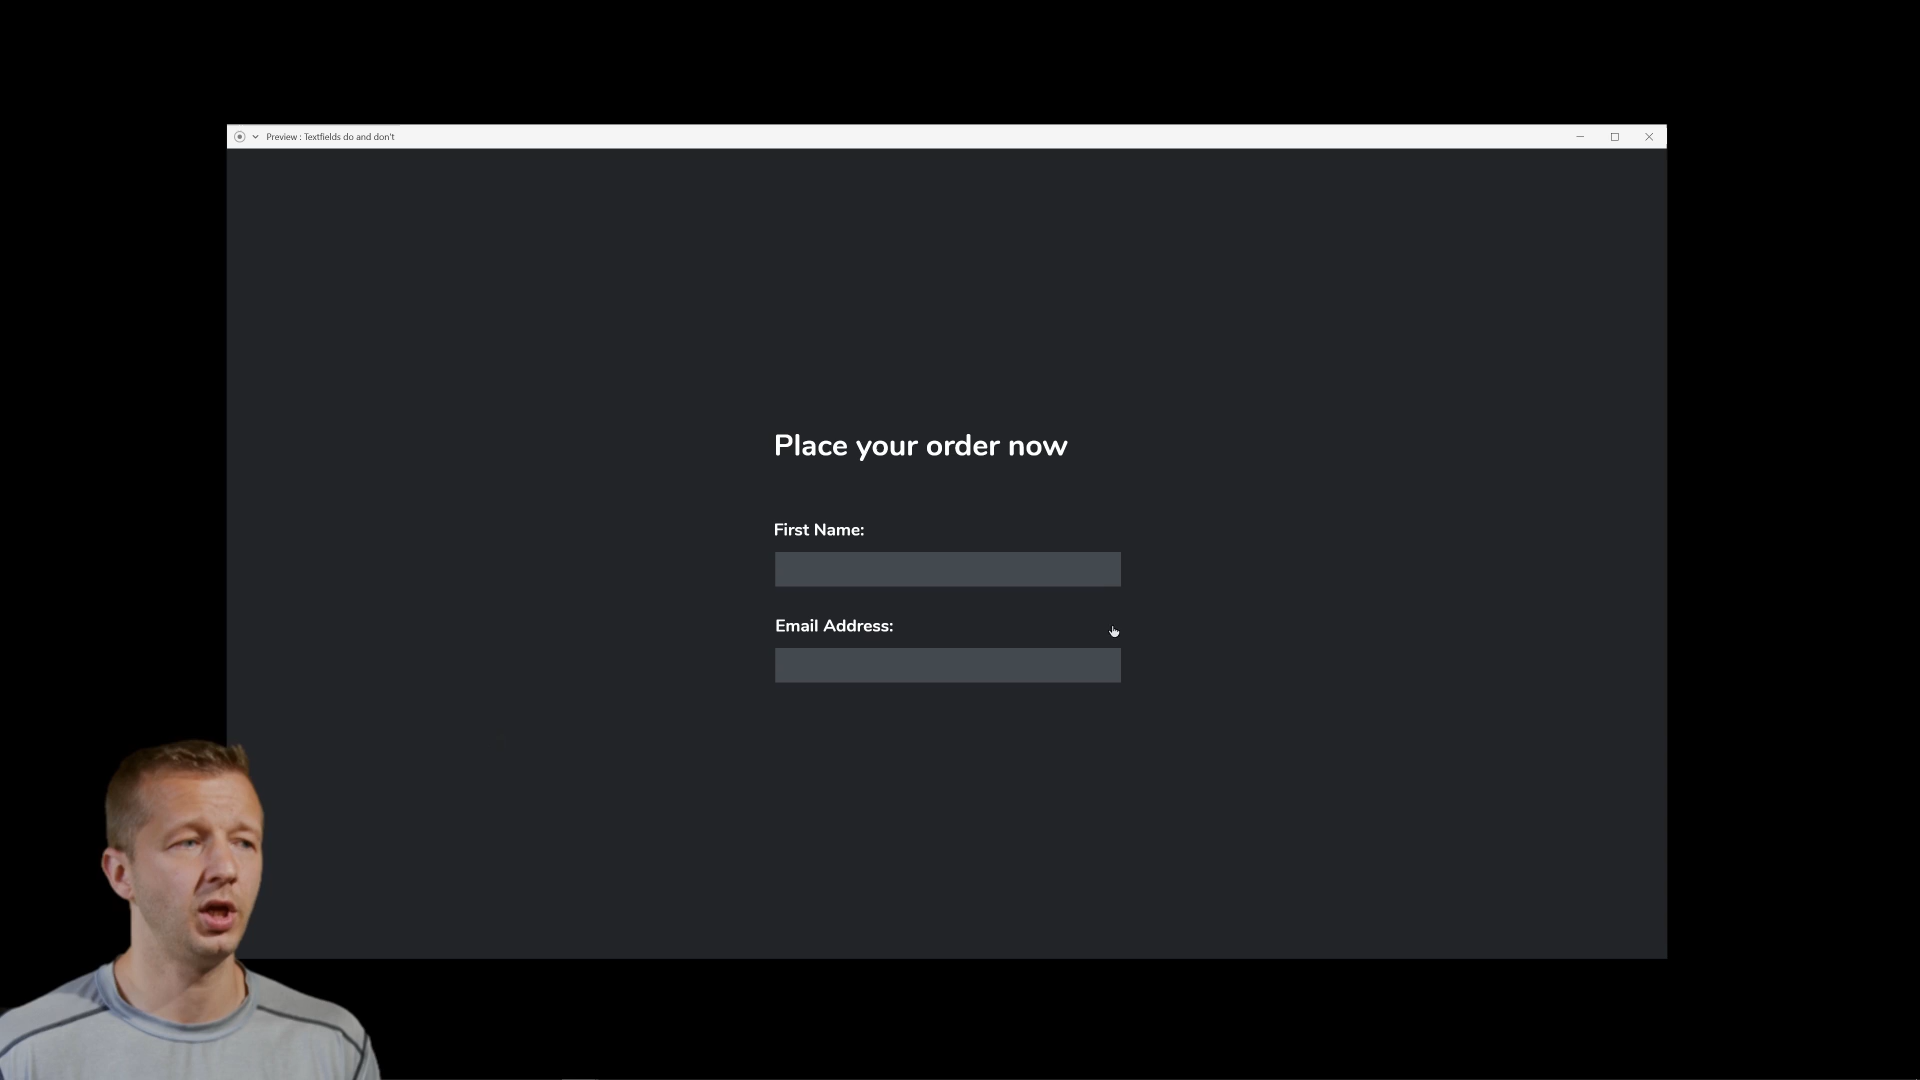 Preview : Textfields do and don't
Place your order now
First Name:
Email Address: